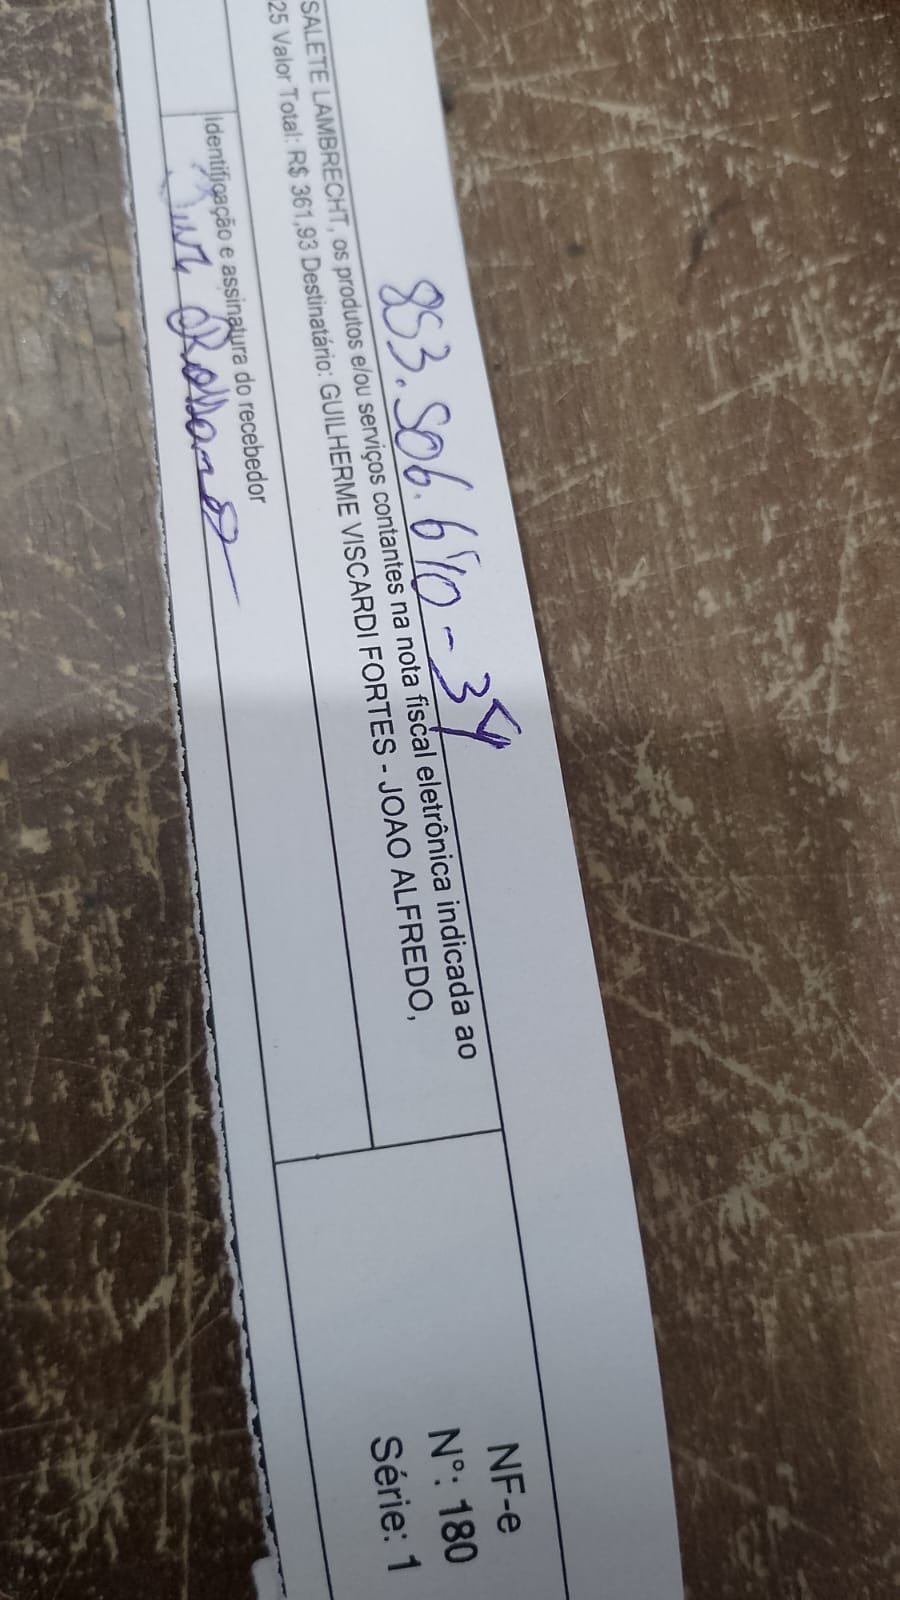 853.506.610-34
SALETE LAMBRECHT, os produtos e/ou serviços contantes na nota fiscal eletrônica indicada ao
25 Valor Total: R$ 361,93 Destinatário: GUILHERME VISCARDI FORTES - JOAO ALFREDO,
Identificação e assinatura do recebedor
NF-e
Nº: 180
Série: 1